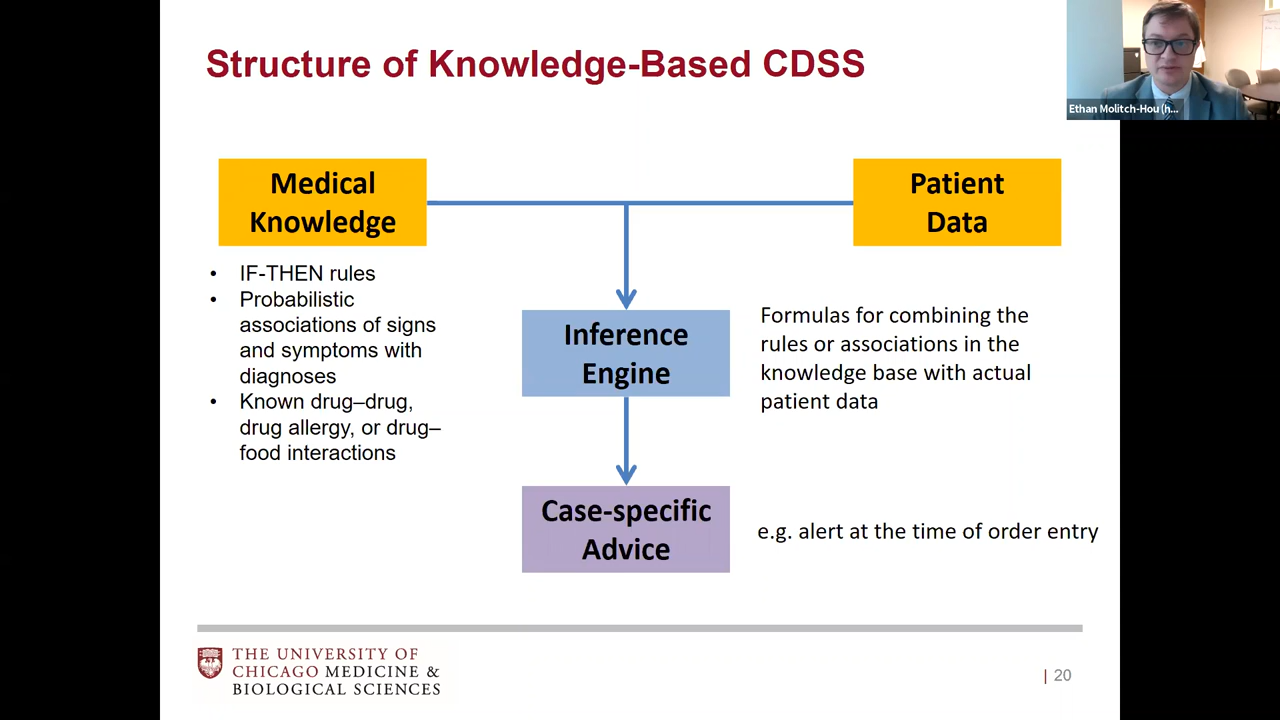 Structure of Knowledge-Based CDSS
Ethan Molitch-Hou (h...
Medical
Knowledge
Patient
Data
• IF-THEN rules
• Probabilistic
associations of signs
and symptoms with
diagnoses
• Known drug–drug,
drug allergy, or drug–
food interactions
Inference
Engine
Formulas for combining the
rules or associations in the
knowledge base with actual
patient data
Case-specific
Advice
e.g. alert at the time of order entry
THE UNIVERSITY OF
CHICAGO MEDICINE &
BIOLOGICAL SCIENCES
| 20